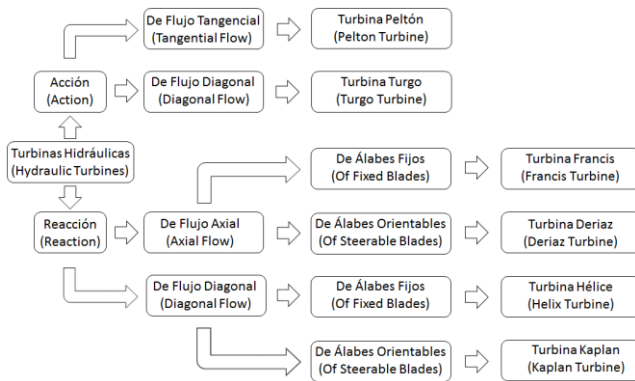 De Flujo Tangencial
(Tangential Flow)
Turbina Peltón
(Pelton Turbine)
Acción
(Action)
De Flujo Diagonal
(Diagonal Flow)
Turbina Turgo
(Turgo Turbine)
Turbinas Hidráulicas
(Hydraulic Turbines)
De Álabes Fijos
(Of Fixed Blades)
Turbina Francis
(Francis Turbine)
Reacción
(Reaction)
De Flujo Axial
(Axial Flow)
De Álabes Orientables
(Of Steerable Blades)
Turbina Deriaz
(Deriaz Turbine)
De Flujo Diagonal
(Diagonal Flow)
De Álabes Fijos
(Of Fixed Blades)
Turbina Hélice
(Helix Turbine)
De Álabes Orientables
(Of Steerable Blades)
Turbina Kaplan
(Kaplan Turbine)